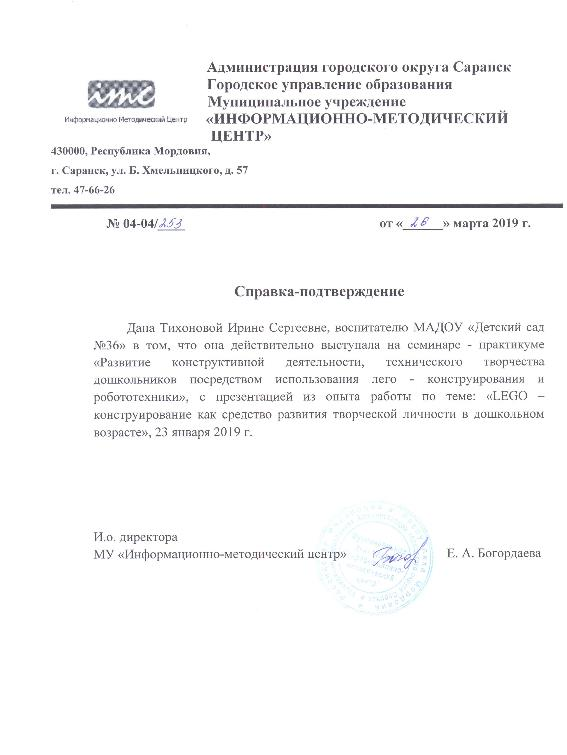 Администрация городского округа Саранск
Городское управление образования
Муниципальное учреждение
«ИНФОРМАЦИОННО-МЕТОДИЧЕСКИЙ
ЦЕНТР»
imc
Информационно Методический Центр
430000, Республика Мордовия,
г. Саранск, ул. Б. Хмельницкого, д. 57
тел. 47-66-26
№ 04-04/253 от «26» марта 2019 г.
Справка-подтверждение
Дана Тихоновой Ирине Сергеевне, воспитателю МАДОУ «Детский сад
№36» в том, что она действительно выступала на семинаре - практикуме
«Развитие конструктивной деятельности, технического творчества
дошкольников посредством использования лего - конструирования и
робототехники», с презентацией из опыта работы по теме: «LEGO –
конструирование как средство развития творческой личности в дошкольном
возрасте», 23 января 2019 г.
И.о. директора
МУ «Информационно-методический центр» Е. А. Богордаева